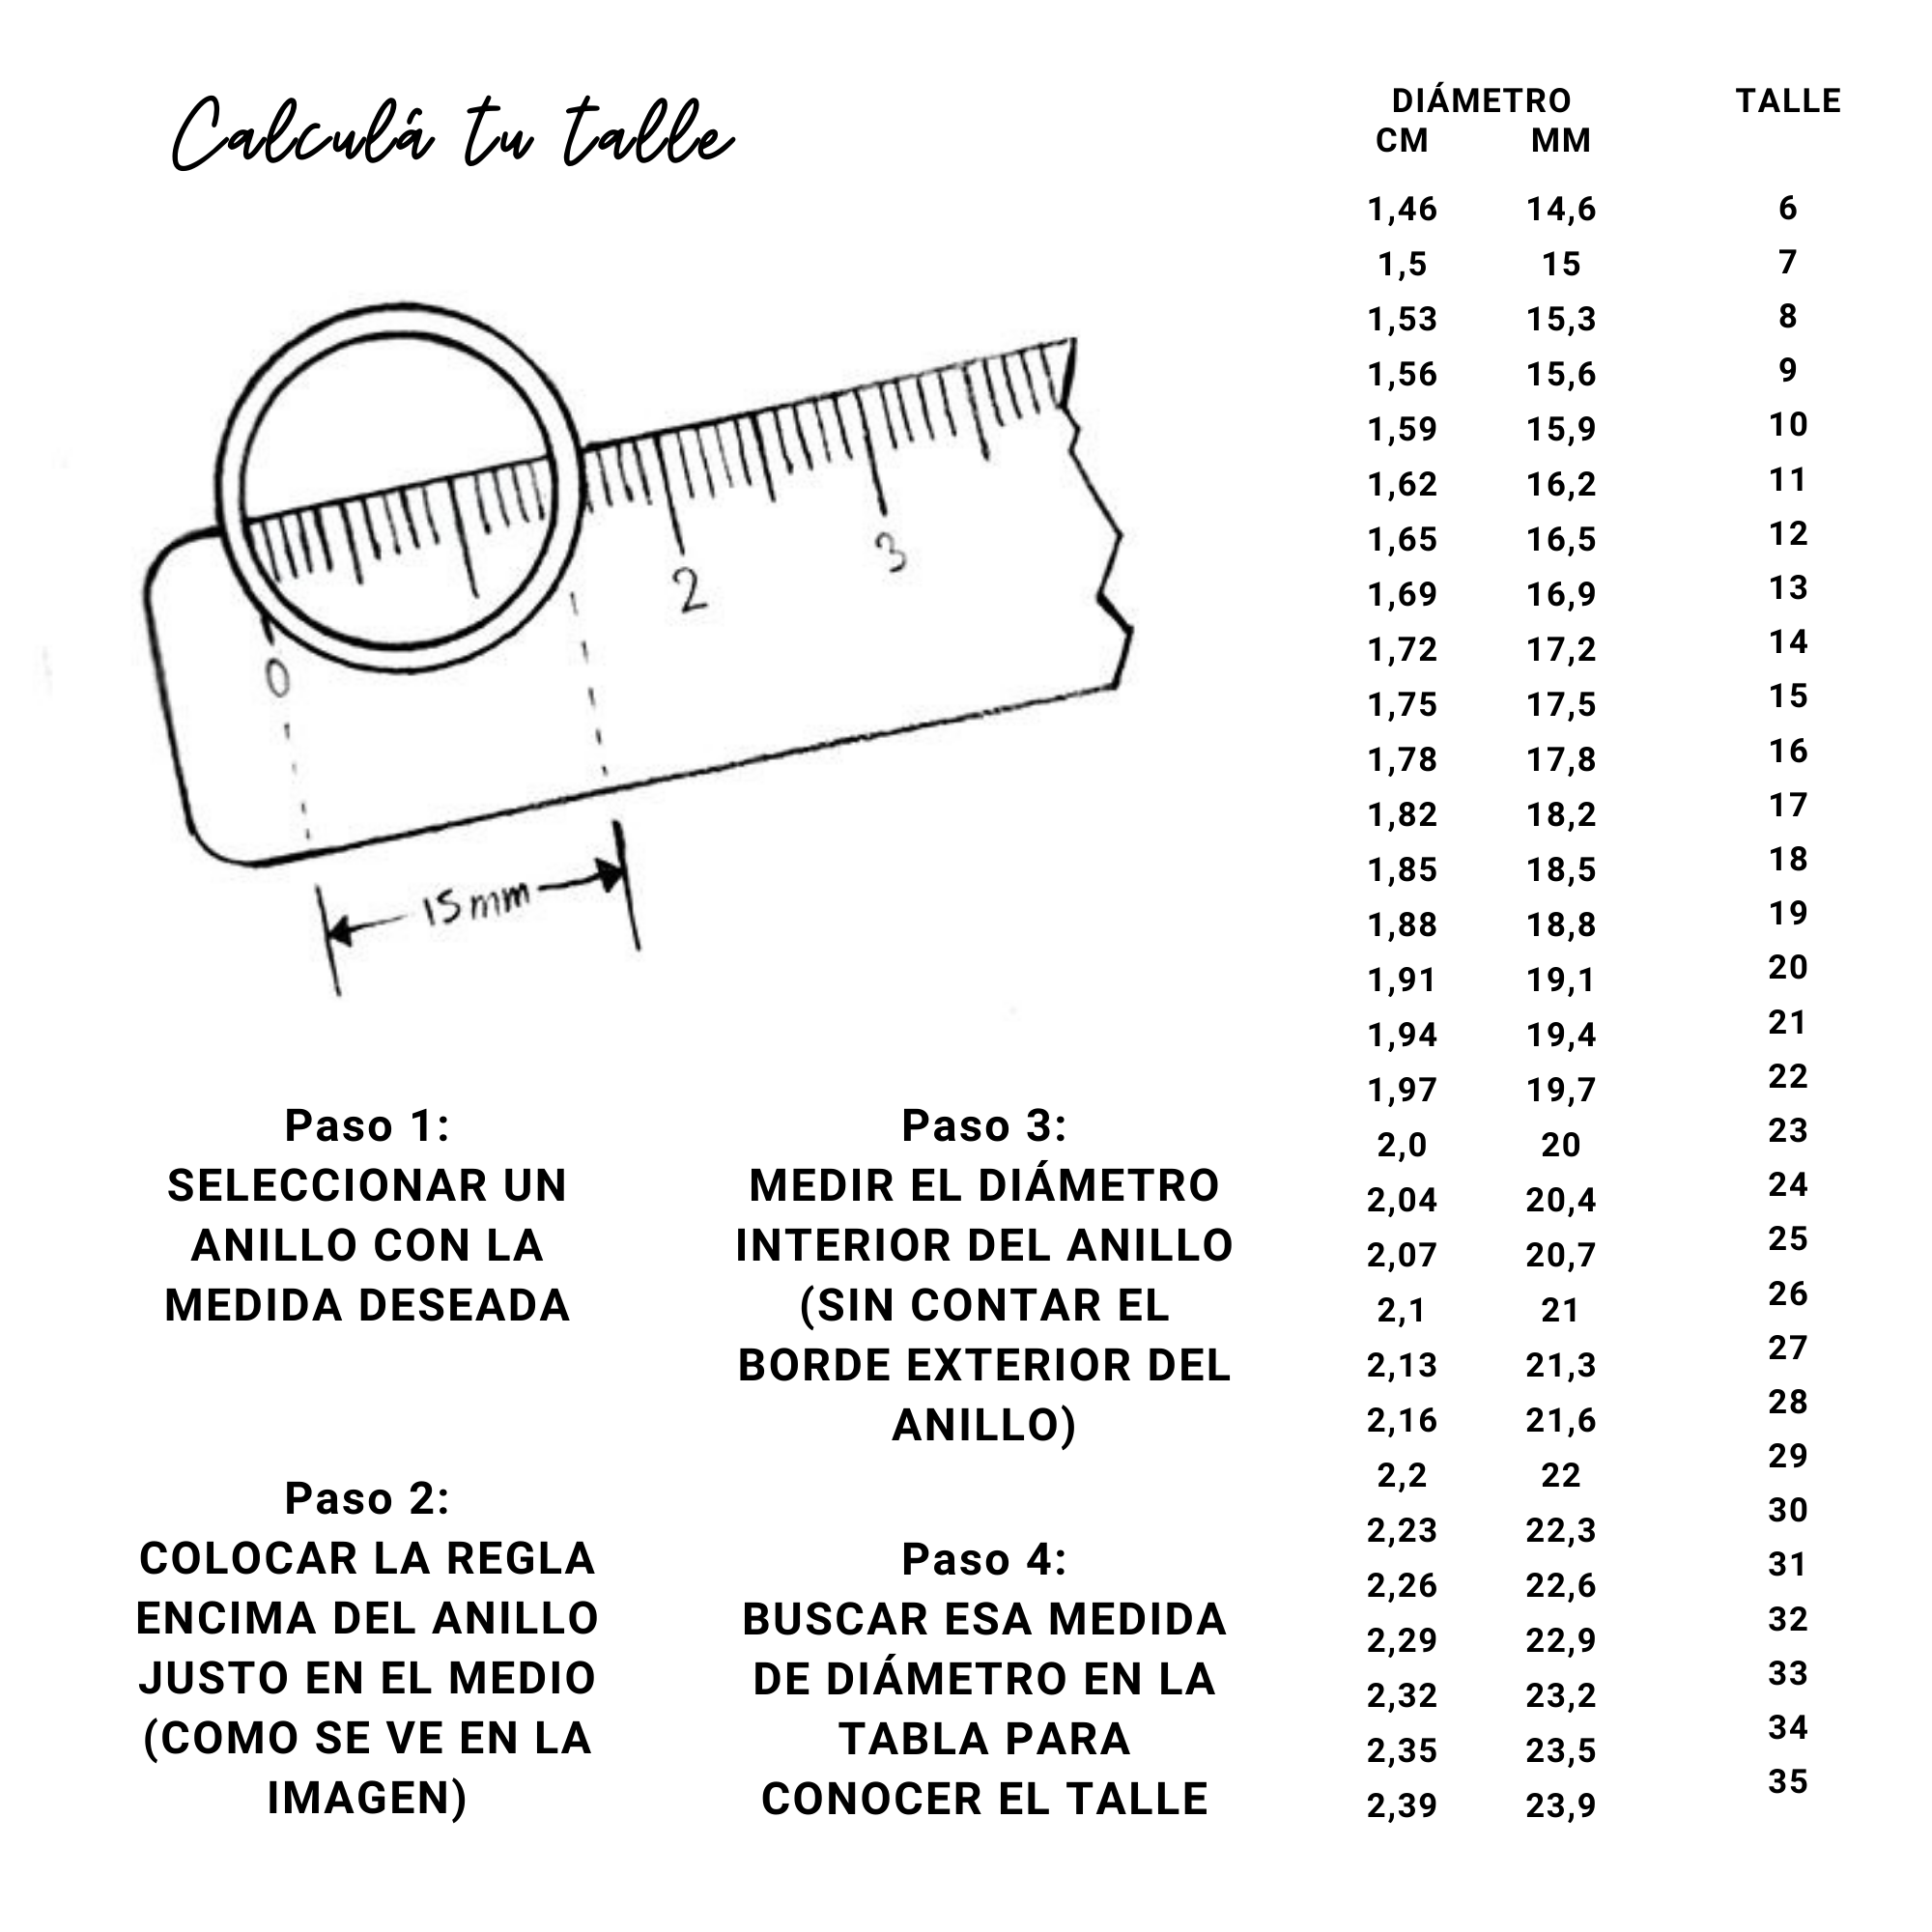 Calculá tu talle
0
2
3
15mm
Paso 1:
SELECCIONAR UN
ANILLO CON LA
MEDIDA DESEADA
Paso 2:
COLOCAR LA REGLA
ENCIMA DEL ANILLO
JUSTO EN EL MEDIO
(COMO SE VE EN LA
IMAGEN)
Paso 3:
MEDIR EL DIÁMETRO
INTERIOR DEL ANILLO
(SIN CONTAR EL
BORDE EXTERIOR DEL
ANILLO)
Paso 4:
BUSCAR ESA MEDIDA
DE DIÁMETRO EN LA
TABLA PARA
CONOCER EL TALLE
DIÁMETRO TALLE
CM MM
1,46 14,6 6
1,5 15 7
1,53 15,3 8
1,56 15,6 9
1,59 15,9 10
1,62 16,2 11
1,65 16,5 12
1,69 16,9 13
1,72 17,2 14
1,75 17,5 15
1,78 17,8 16
1,82 18,2 17
1,85 18,5 18
1,88 18,8 19
1,91 19,1 20
1,94 19,4 21
1,97 19,7 22
2,0 20 23
2,04 20,4 24
2,07 20,7 25
2,1 21 26
2,13 21,3 27
2,16 21,6 28
2,2 22 29
2,23 22,3 30
2,26 22,6 31
2,29 22,9 32
2,32 23,2 33
2,35 23,5 34
2,39 23,9 35